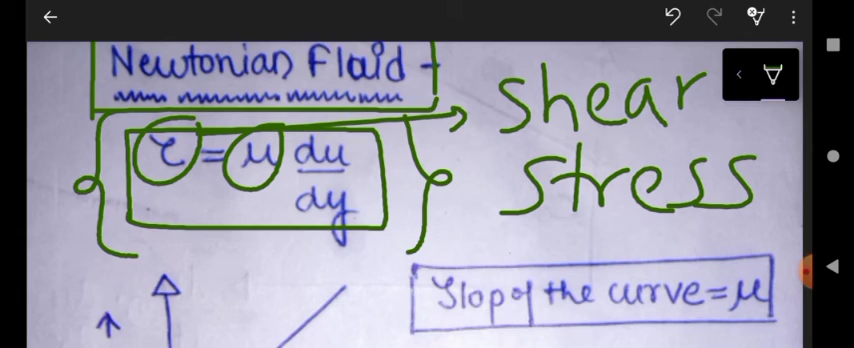 Newtonian Fluid -
τ = μ du/dy
shear
stress
Slop of the curve = μ